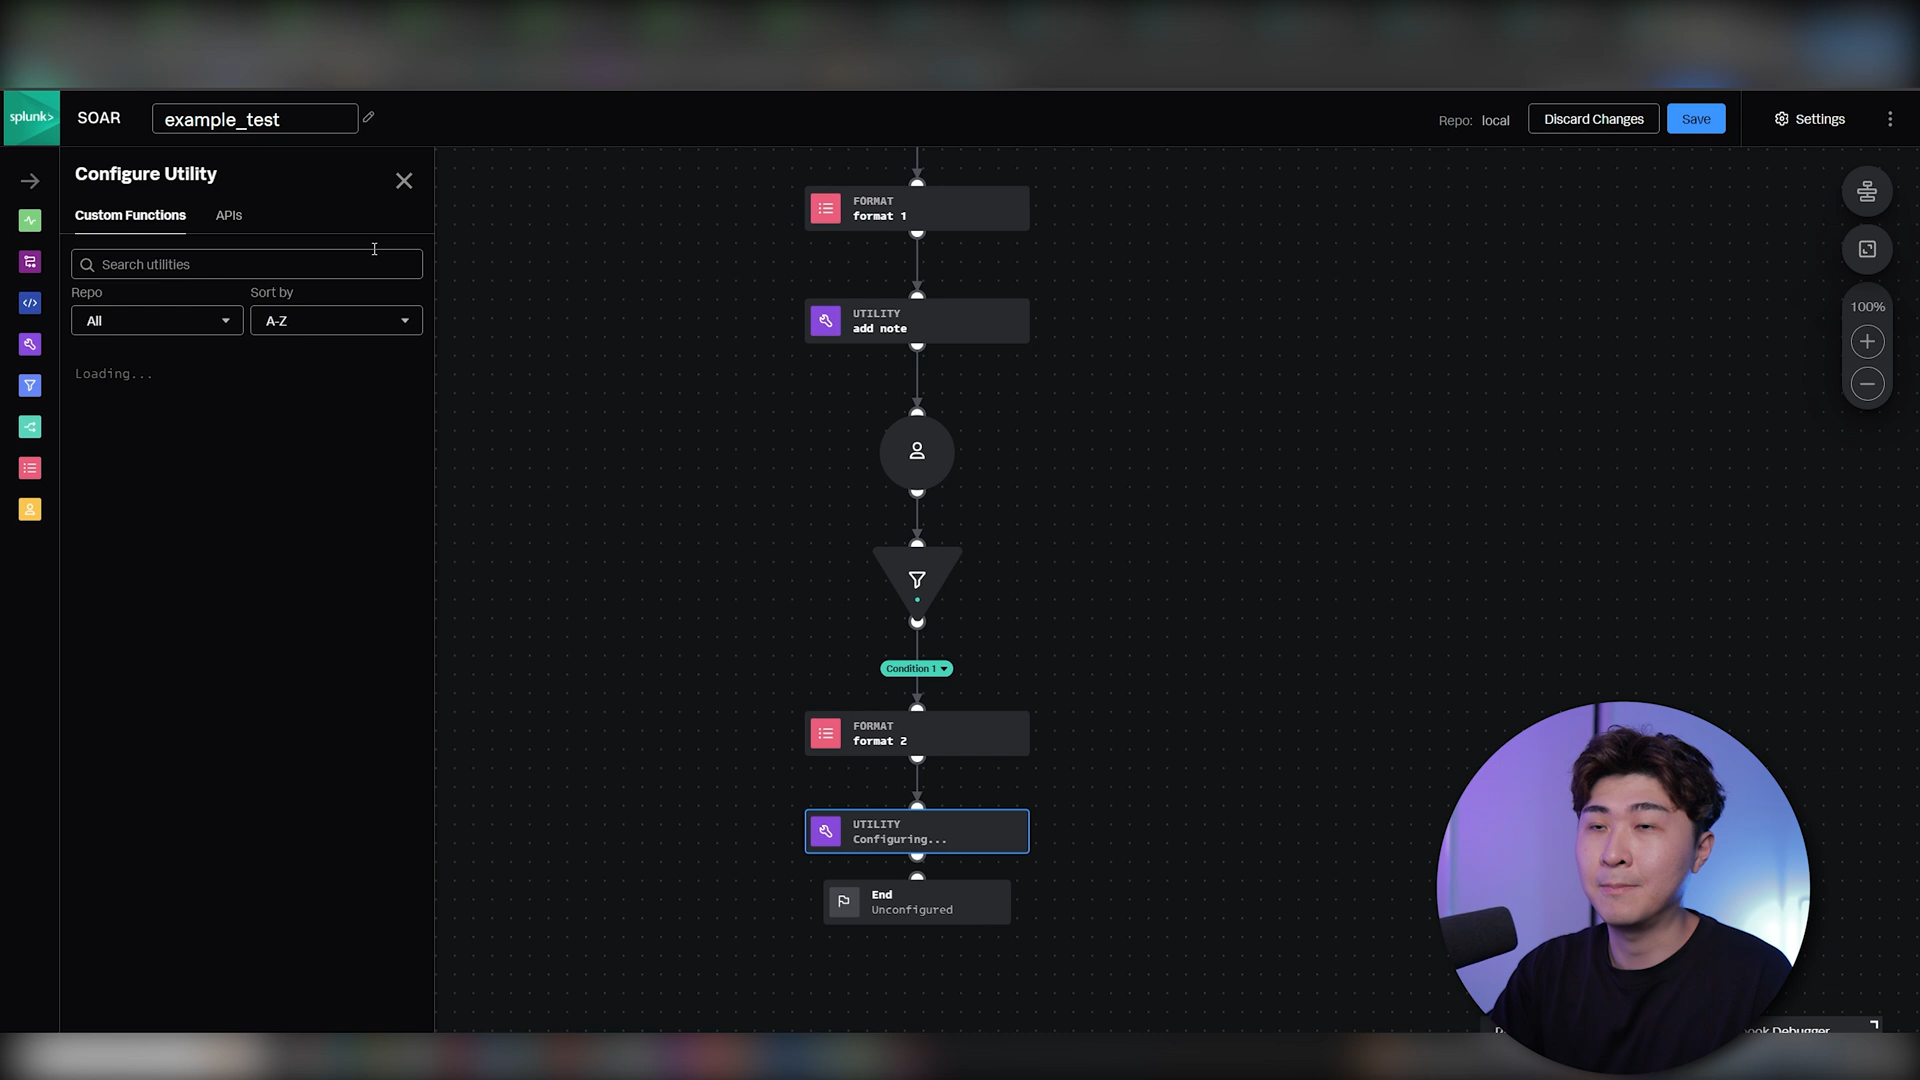 splunk>
SOAR
example_test
Repo: local
Discard Changes
Save
Settings
Configure Utility
Custom Functions
APIs
Search utilities
Repo
Sort by
All
A-Z
Loading...
FORMAT
format 1
UTILITY
add note
Condition 1
FORMAT
format 2
UTILITY
Configuring...
End
Unconfigured
100%
Debugger